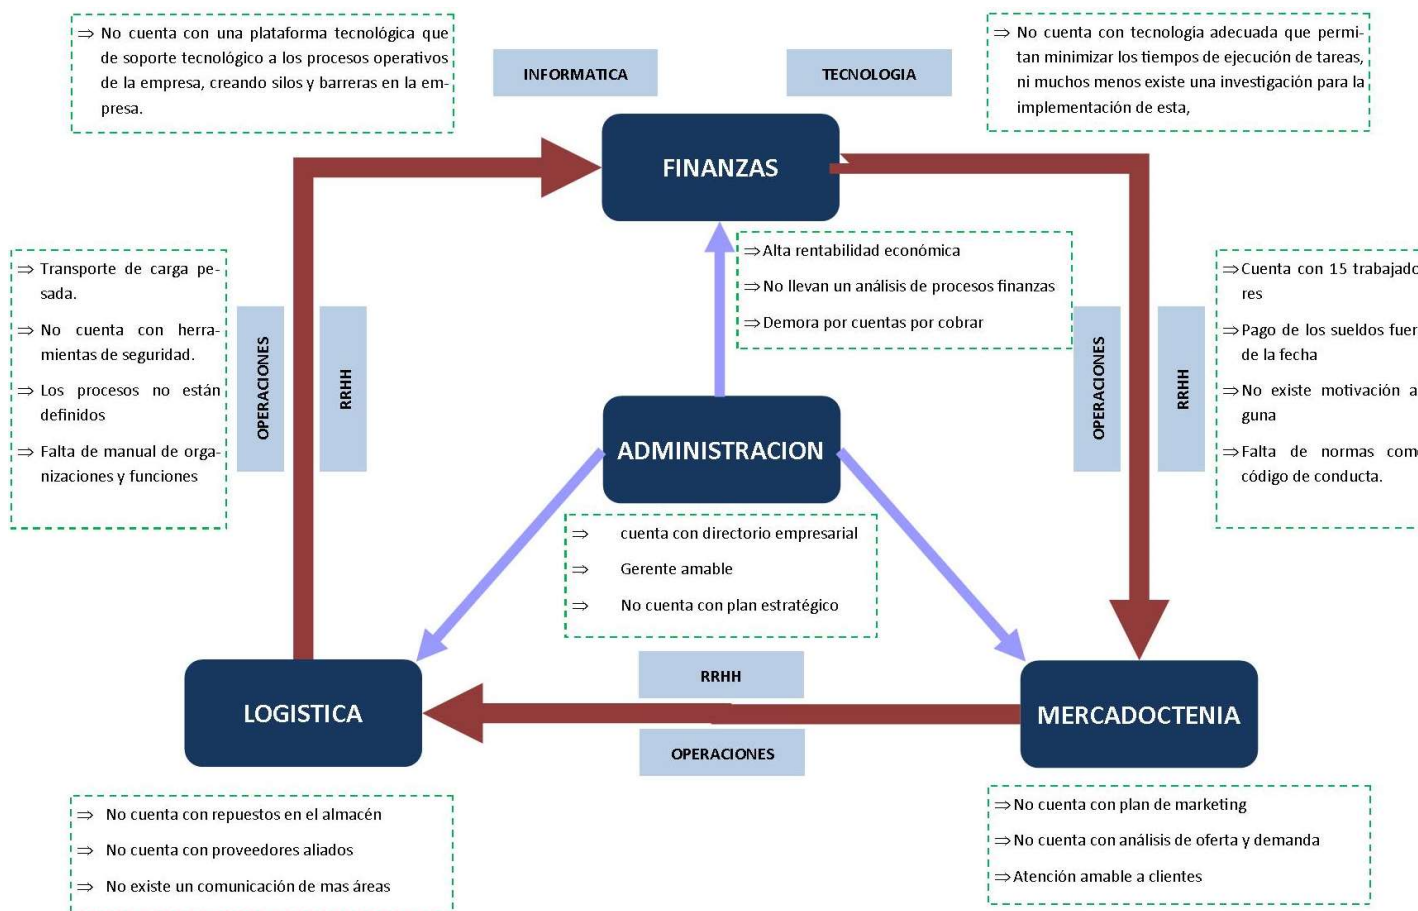 ⇒ No cuenta con una plataforma tecnológica que
de soporte tecnológico a los procesos operativos
de la empresa, creando silos y barreras en la em-
presa.
INFORMATICA
TECNOLOGIA
⇒ No cuenta con tecnología adecuada que permi-
tan minimizar los tiempos de ejecución de tareas,
ni muchos menos existe una investigación para la
implementación de esta,
FINANZAS
⇒ Alta rentabilidad económica
⇒ No llevan un análisis de procesos finanzas
⇒ Demora por cuentas por cobrar
⇒ Transporte de carga pe-
sada.
⇒ No cuenta con herra-
mientas de seguridad.
⇒ Los procesos no están
definidos
⇒ Falta de manual de orga-
nizaciones y funciones
OPERACIONES
RRHH
OPERACIONES
RRHH
⇒ Cuenta con 15 trabajado
res
⇒ Pago de los sueldos fuer
de la fecha
⇒ No existe motivación a
guna
⇒ Falta de normas com
código de conducta.
ADMINISTRACION
⇒ cuenta con directorio empresarial
⇒ Gerente amable
⇒ No cuenta con plan estratégico
RRHH
LOGISTICA
MERCADOCTENIA
OPERACIONES
⇒ No cuenta con repuestos en el almacén
⇒ No cuenta con proveedores aliados
⇒ No existe un comunicación de mas áreas
⇒ No cuenta con plan de marketing
⇒ No cuenta con análisis de oferta y demanda
⇒ Atención amable a clientes